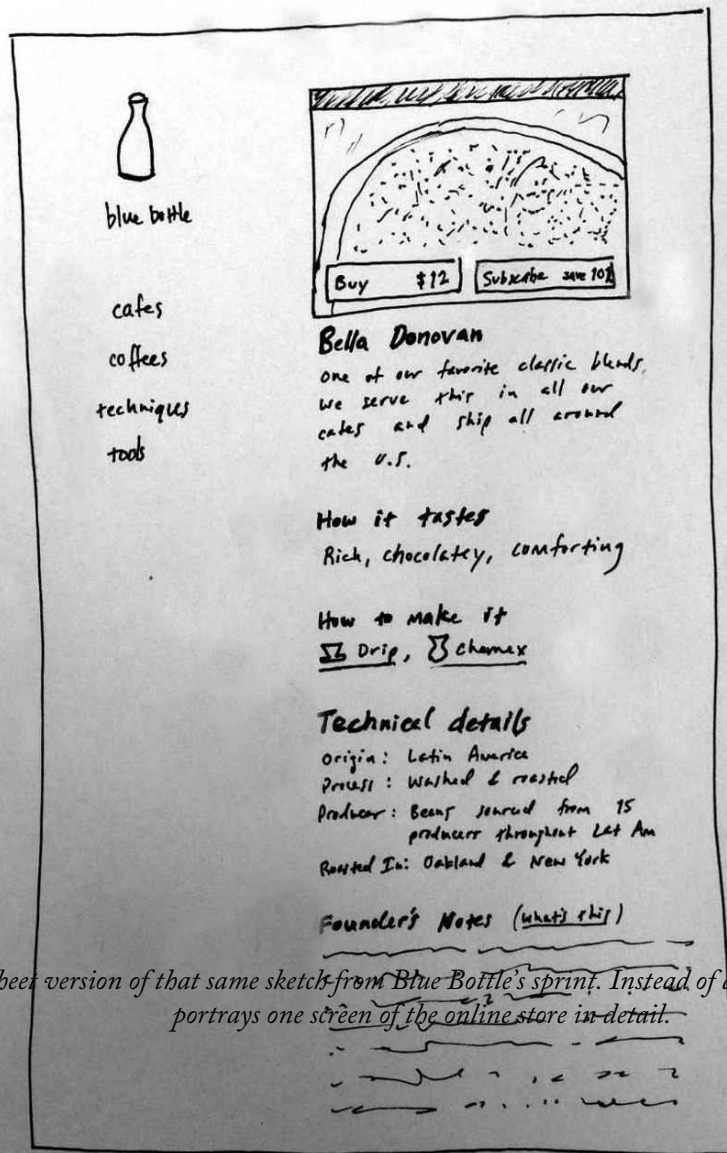 blue bottle
cafes
coffees
techniques
tools
Buy $12
Subscribe save 10%
Bella Donovan
one of our favorite classic blends.
we serve this in all our
cafes and ship all around
the U.S.
How it tastes
Rich, chocolatey, comforting
How to make it
Drip, Chemex
Technical details
Origin: Latin America
Process: Washed & roasted
Producer: Beans sourced from 15
producers throughout Lat Am
Roasted In: Oakland & New York
Founder's Notes (what's this)
heet version of that same sketch from Blue Bottle's sprint. Instead of
portrays one screen of the online store in detail.